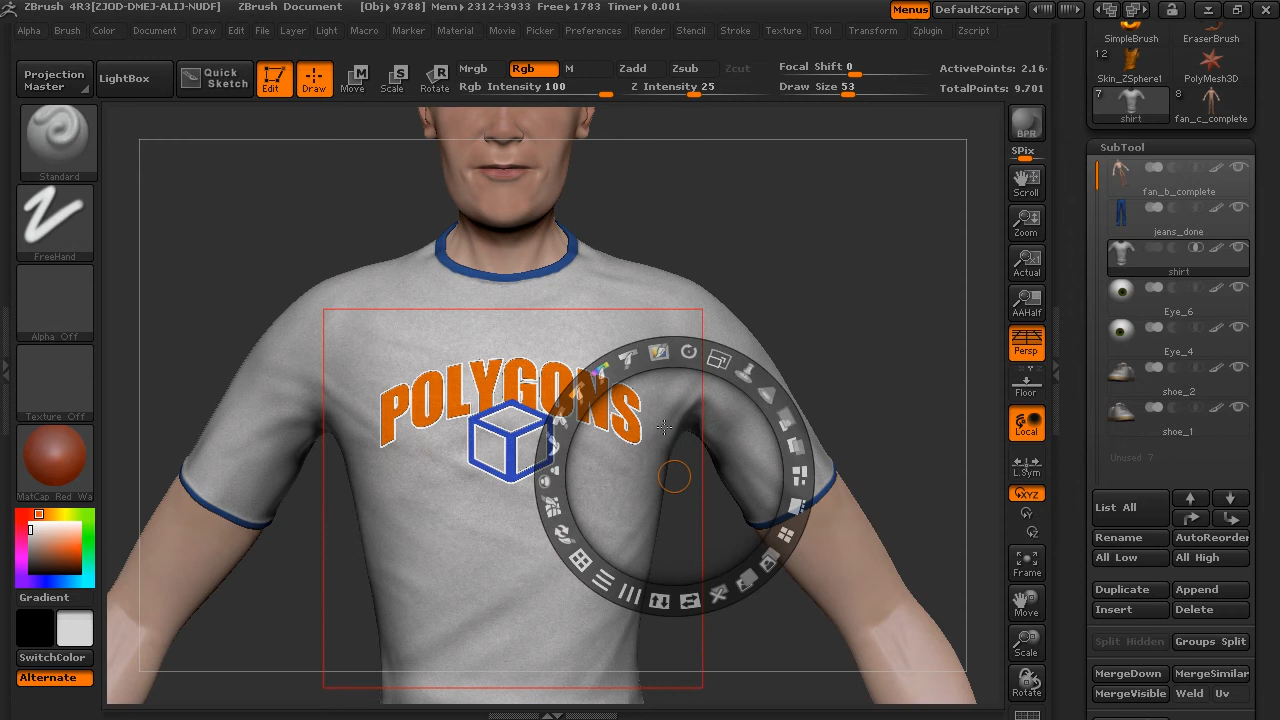 ZBrush 4R3[ZJOD-DMEJ-ALIJ-NUDF] ZBrush Document [Obj▸9788] Mem▸2312+3933 Free▸1783 Timer▸0.001
Menus DefaultZScript
Alpha Brush Color Document Draw Edit File Layer Light Macro Marker Material Movie Picker Preferences Render Stencil Stroke Texture Tool Transform Zplugin Zscript
Projection Master
LightBox
Quick Sketch
Edit
Draw
Move
Scale
Rotate
Mrgb Rgb M
Rgb Intensity 100
Zadd Zsub Zcut
Z Intensity 25
Focal Shift 0
Draw Size 53
ActivePoints: 2.16
TotalPoints: 9.701
Standard
FreeHand
Alpha Off
Texture Off
MatCap Red Wa
Gradient
SwitchColor
Alternate
POLYGONS
BPR
SPix
Scroll
Zoom
Actual
AAHalf
Persp
Floor
Local
L.Sym
XYZ
Y
Z
Frame
Move
Scale
Rotate
SimpleBrush EraserBrush
12
Skin_ZSphere1 PolyMesh3D
7 8
shirt fan_c_complete
SubTool
fan_b_complete
jeans_done
shirt
Eye_6
Eye_4
shoe_2
shoe_1
Unused 7
List All
Rename AutoReorder
All Low All High
Duplicate Append
Insert Delete
Split Hidden Groups Split
MergeDown MergeSimilar
MergeVisible Weld Uv